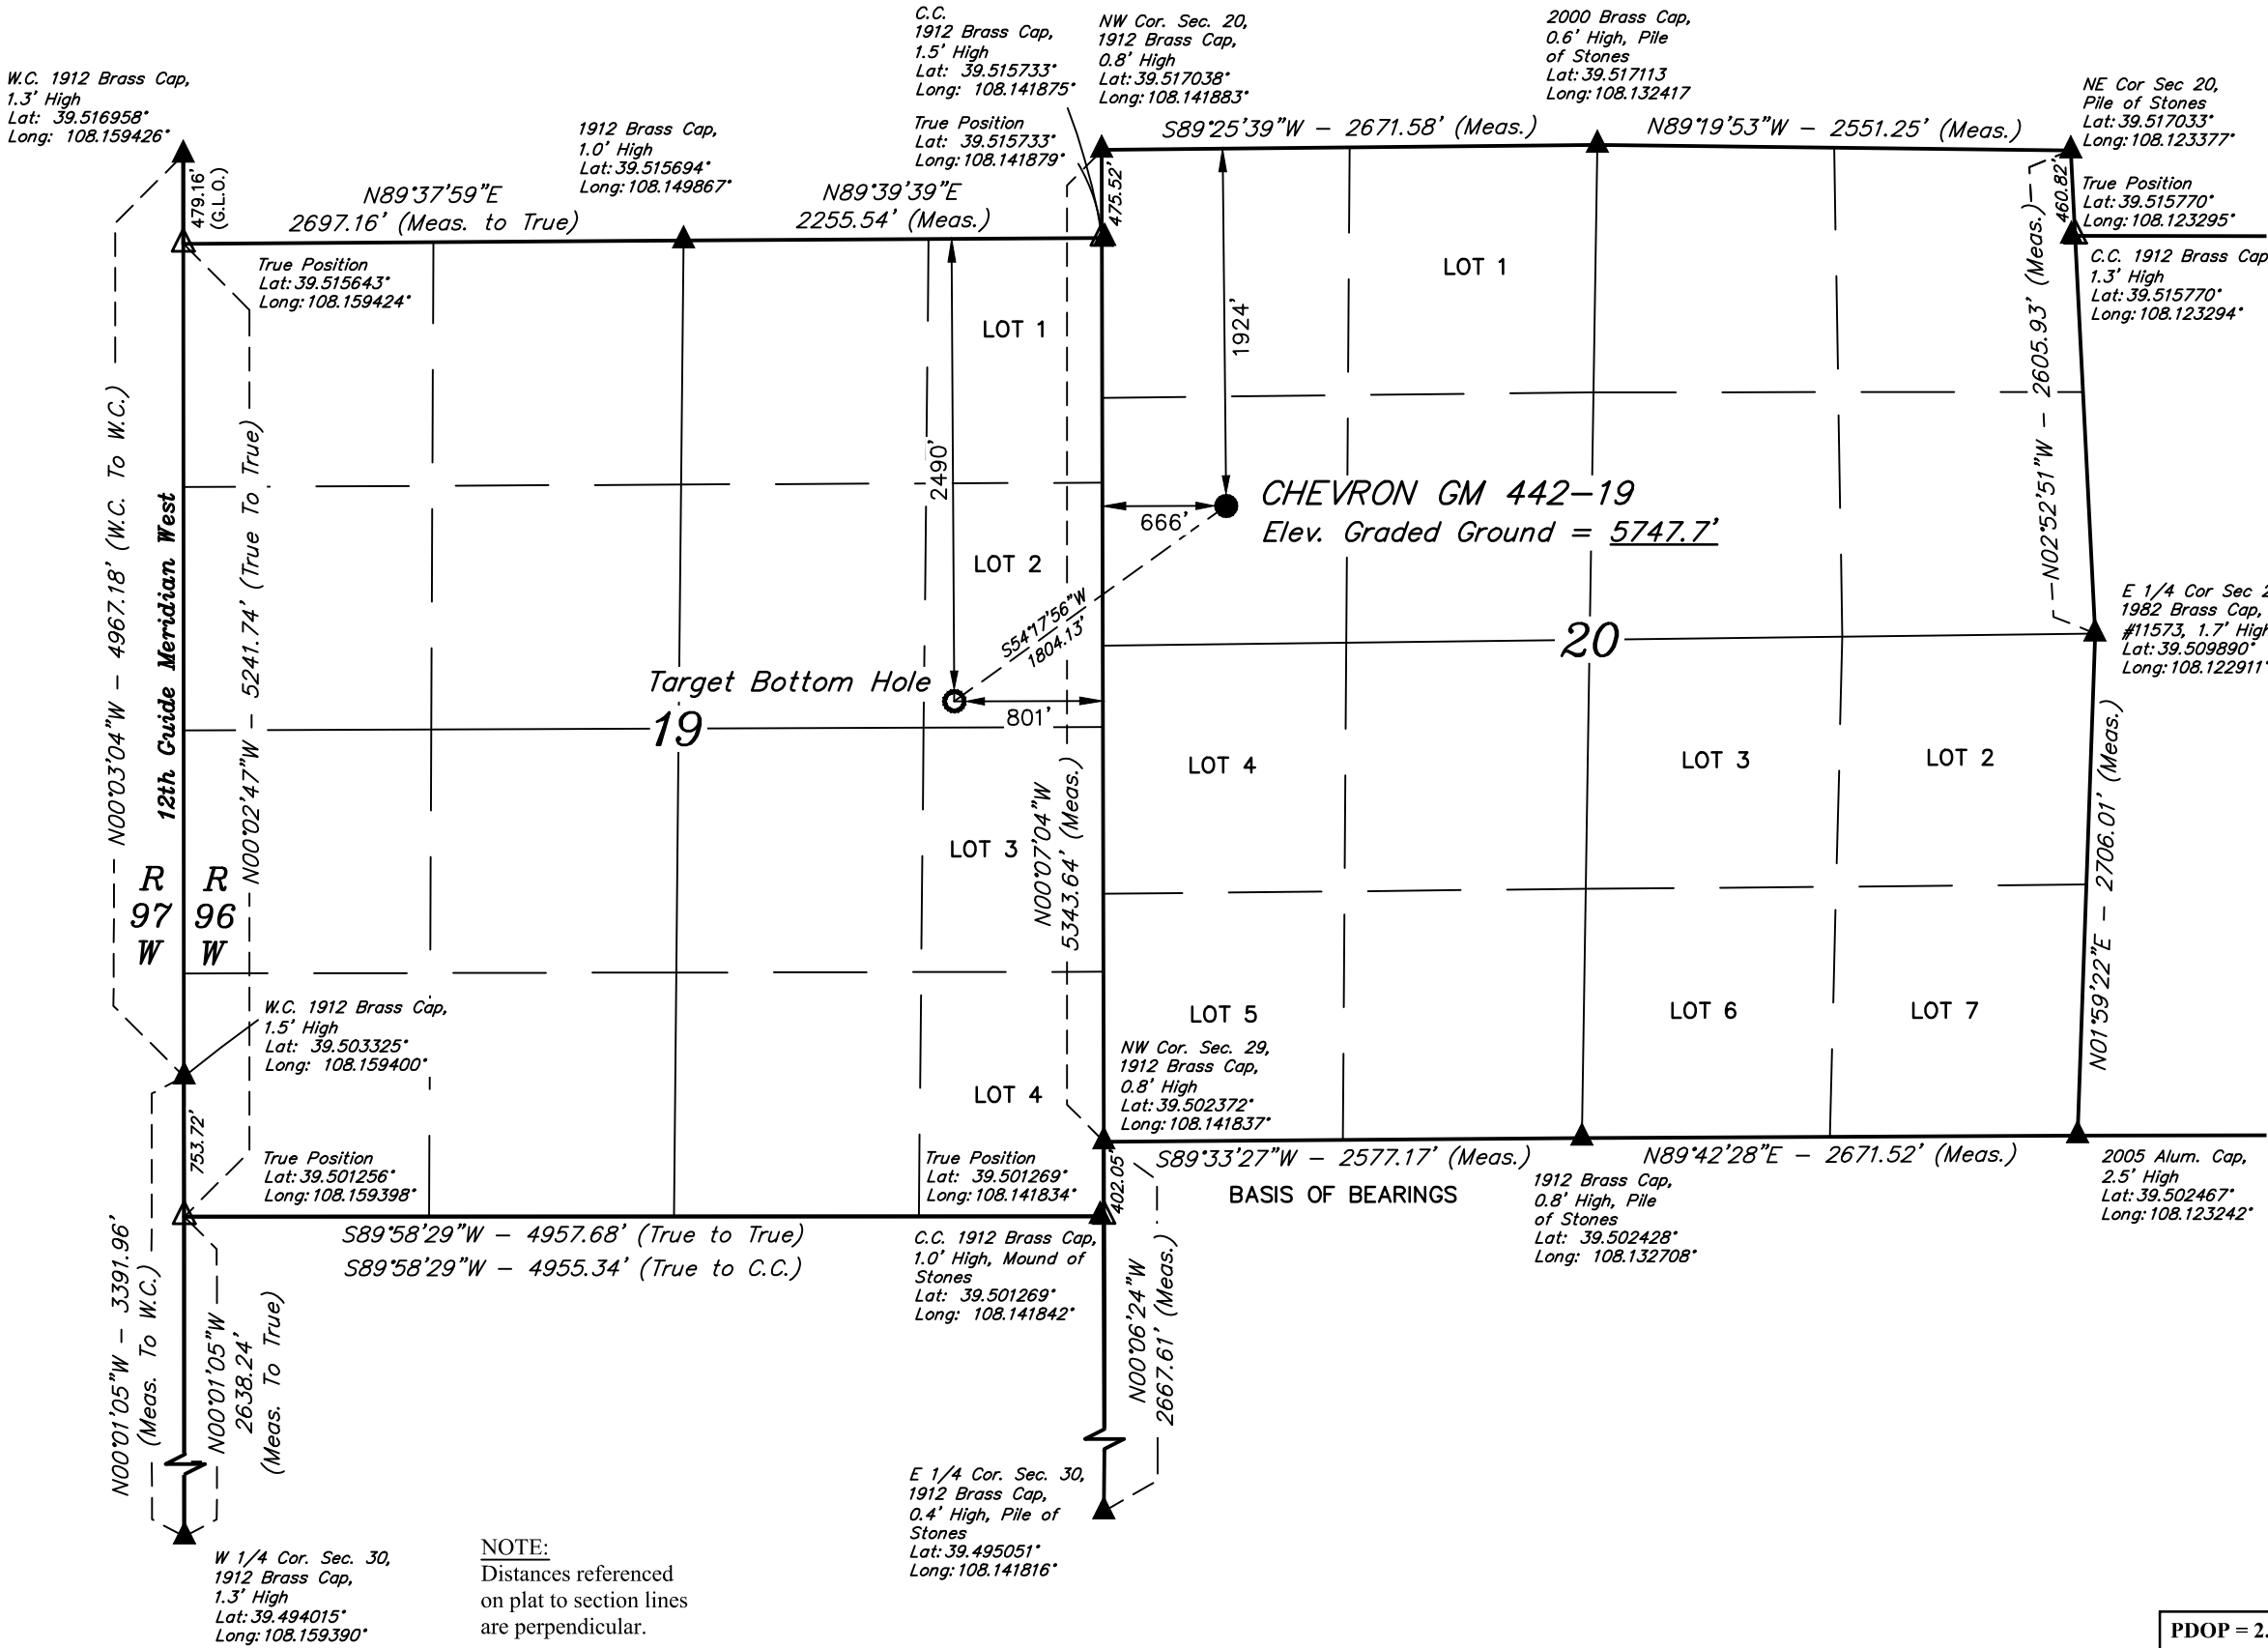 W.C. 1912 Brass Cap,
1.3' High
Lat: 39.516958°
Long: 108.159426°
C.C.
1912 Brass Cap,
1.5' High
Lat: 39.515733°
Long: 108.141875°
True Position
Lat: 39.515733°
Long: 108.141879°
NW Cor. Sec. 20,
1912 Brass Cap,
0.8' High
Lat: 39.517038°
Long: 108.141883°
2000 Brass Cap,
0.6' High, Pile
of Stones
Lat: 39.517113
Long: 108.132417
NE Cor Sec 20,
Pile of Stones
Lat: 39.517033°
Long: 108.123377°
True Position
Lat: 39.515770°
Long: 108.123295°
C.C. 1912 Brass Cap
1.3' High
Lat: 39.515770°
Long: 108.123294°
1912 Brass Cap,
1.0' High
Lat: 39.515694°
Long: 108.149867°
S89°25'39"W - 2671.58' (Meas.)
N89°19'53"W - 2551.25' (Meas.)
479.16'
(G.L.O.)
N89°37'59"E
2697.16' (Meas. to True)
N89°39'39"E
2255.54' (Meas.)
475.52'
460.82'
True Position
Lat: 39.515643°
Long: 108.159424°
LOT 1
LOT 1
1924'
2490'
N02°52'51"W - 2605.93' (Meas.)
N00°03'04"W - 4967.18' (W.C. To W.C.)
12th Guide Meridian West
N00°02'47"W - 5241.74' (True To True)
666'
CHEVRON GM 442-19
Elev. Graded Ground = 5747.7'
LOT 2
S54°17'56"W
1804.13'
20
E 1/4 Cor Sec
1982 Brass Cap,
#11573, 1.7' High
Lat: 39.509890°
Long: 108.122911°
Target Bottom Hole
801'
19
LOT 4
LOT 3
LOT 2
N00°07'04"W
5343.64' (Meas.)
LOT 3
N01°59'22"E - 2706.01' (Meas.)
R
97
W
R
96
W
W.C. 1912 Brass Cap,
1.5' High
Lat: 39.503325°
Long: 108.159400°
LOT 5
LOT 6
LOT 7
LOT 4
NW Cor. Sec. 29,
1912 Brass Cap,
0.8' High
Lat: 39.502372°
Long: 108.141837°
753.72'
True Position
Lat: 39.501256°
Long: 108.159398°
True Position
Lat: 39.501269°
Long: 108.141834°
402.05'
S89°33'27"W - 2577.17' (Meas.)
BASIS OF BEARINGS
N89°42'28"E - 2671.52' (Meas.)
1912 Brass Cap,
0.8' High, Pile
of Stones
Lat: 39.502428°
Long: 108.132708°
2005 Alum. Cap,
2.5' High
Lat: 39.502467°
Long: 108.123242°
S89°58'29"W - 4957.68' (True to True)
S89°58'29"W - 4955.34' (True to C.C.)
C.C. 1912 Brass Cap,
1.0' High, Mound of
Stones
Lat: 39.501269°
Long: 108.141842°
N00°01'05"W - 3391.96'
(Meas. To W.C.)
N00°01'05"W
2638.24'
(Meas. To True)
N00°06'24"W
2667.61' (Meas.)
E 1/4 Cor. Sec. 30,
1912 Brass Cap,
0.4' High, Pile of
Stones
Lat: 39.495051°
Long: 108.141816°
W 1/4 Cor. Sec. 30,
1912 Brass Cap,
1.3' High
Lat: 39.494015°
Long: 108.159390°
NOTE:
Distances referenced
on plat to section lines
are perpendicular.
PDOP = 2.